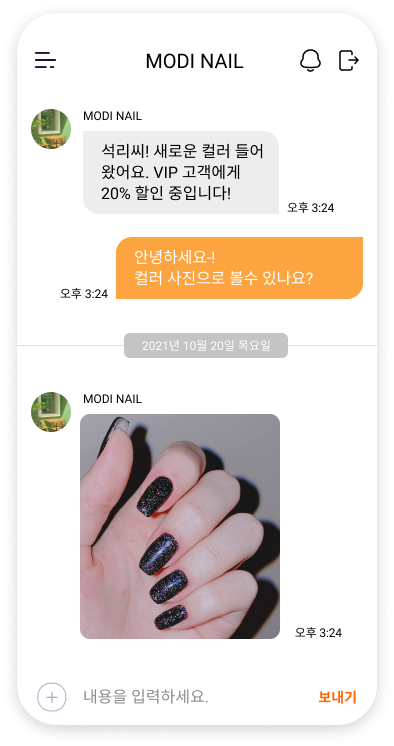 MODI NAIL
MODI NAIL
석리씨! 새로운 컬러 들어
왔어요. VIP 고객에게
20% 할인 중입니다!
오후 3:24
안녕하세요-!
컬러 사진으로 볼수 있나요?
오후 3:24
2021년 10월 20일 목요일
MODI NAIL
오후 3:24
내용을 입력하세요.
보내기